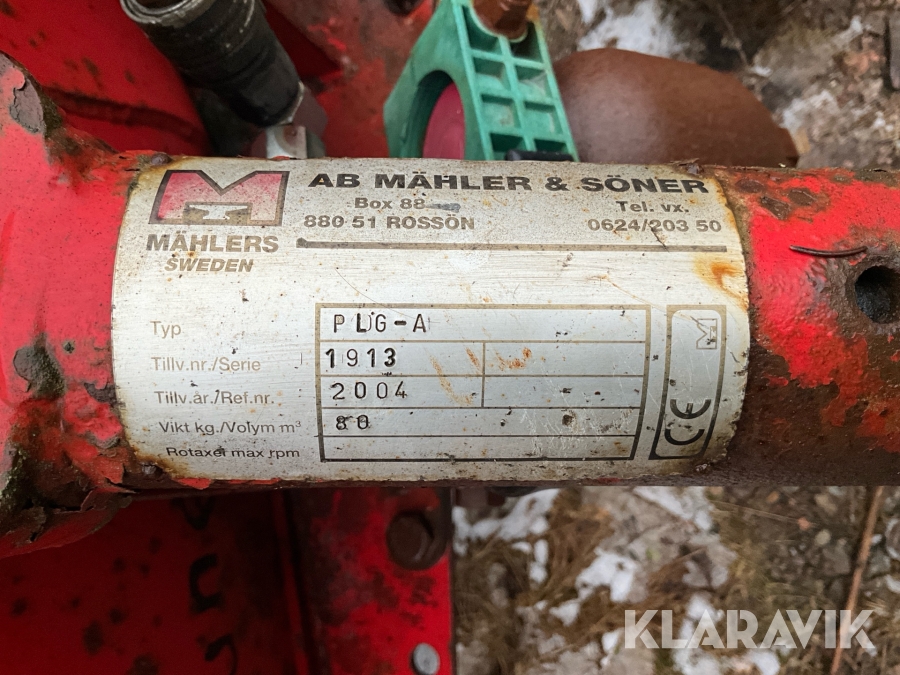 M
MÄHLERS
SWEDEN
AB MÄHLER & SÖNER
Box 88
880 51 ROSSÖN
Tel. vx.
0624/203 50
Typ PLG-A
Tillv.nr./Serie 1913
Tillv.år./Ref.nr. 2004
Vikt kg./Volym m³ 80
Rotaxel max rpm
M
CE
KLARAVIK